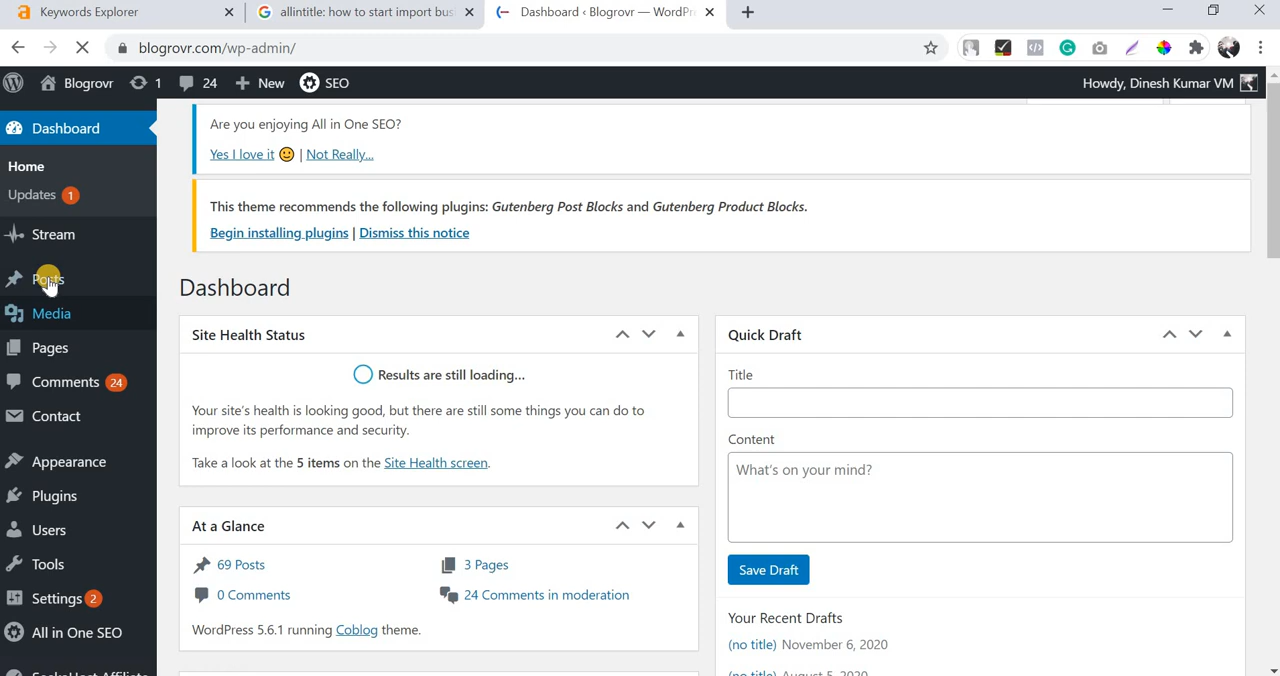 Keywords Explorer
allintitle: how to start import bus
Dashboard ‹ Blogrovr — WordPr
blogrovr.com/wp-admin/
Blogrovr 1 24 New SEO
Howdy, Dinesh Kumar VM
Dashboard
Home
Updates 1
Stream
Posts
Media
Pages
Comments 24
Contact
Appearance
Plugins
Users
Tools
Settings 2
All in One SEO
Are you enjoying All in One SEO?
Yes I love it | Not Really...
This theme recommends the following plugins: Gutenberg Post Blocks and Gutenberg Product Blocks.
Begin installing plugins | Dismiss this notice
Dashboard
Site Health Status
Results are still loading...
Your site's health is looking good, but there are still some things you can do to
improve its performance and security.
Take a look at the 5 items on the Site Health screen.
At a Glance
69 Posts
3 Pages
0 Comments
24 Comments in moderation
WordPress 5.6.1 running Coblog theme.
Quick Draft
Title
Content
What's on your mind?
Save Draft
Your Recent Drafts
(no title) November 6, 2020
(no title) August 5, 2020